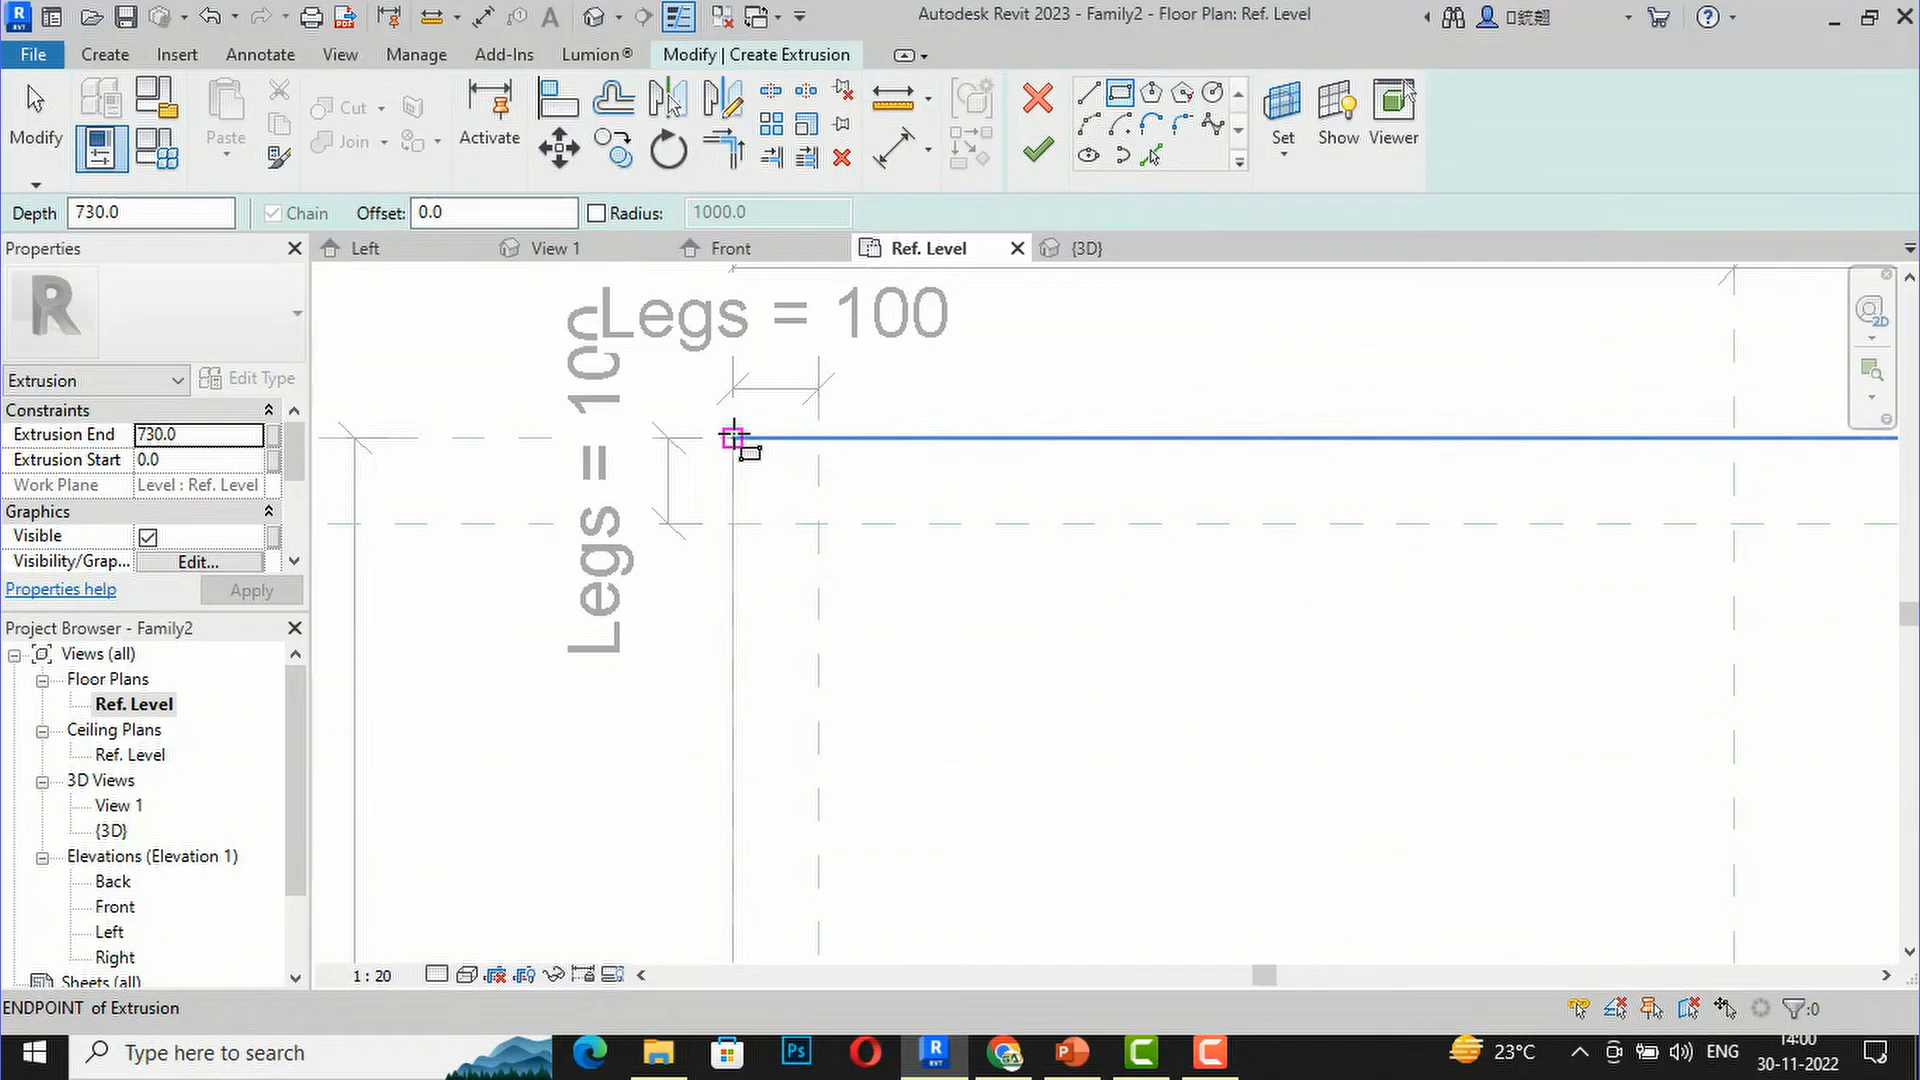 Autodesk Revit 2023 - Family2 - Floor Plan: Ref. Level
File
Create
Insert
Annotate
View
Manage
Add-Ins
Lumion®
Modify | Create Extrusion
Modify
Paste
Cut
Join
Activate
Set
Show
Viewer
Depth
730.0
Chain
Offset:
0.0
Radius:
1000.0
Properties
Left
View 1
Front
Ref. Level
{3D}
Extrusion
Edit Type
Constraints
Extrusion End
730.0
Extrusion Start
0.0
Work Plane
Level : Ref. Level
Graphics
Visible
Visibility/Grap...
Edit...
Properties help
Apply
Project Browser - Family2
Views (all)
Floor Plans
Ref. Level
Ceiling Plans
Ref. Level
3D Views
View 1
{3D}
Elevations (Elevation 1)
Back
Front
Left
Right
Sheets (all)
Legs = 100
Legs = 100
2D
1 : 20
ENDPOINT of Extrusion
:0
Type here to search
23°C
ENG
14:00
30-11-2022